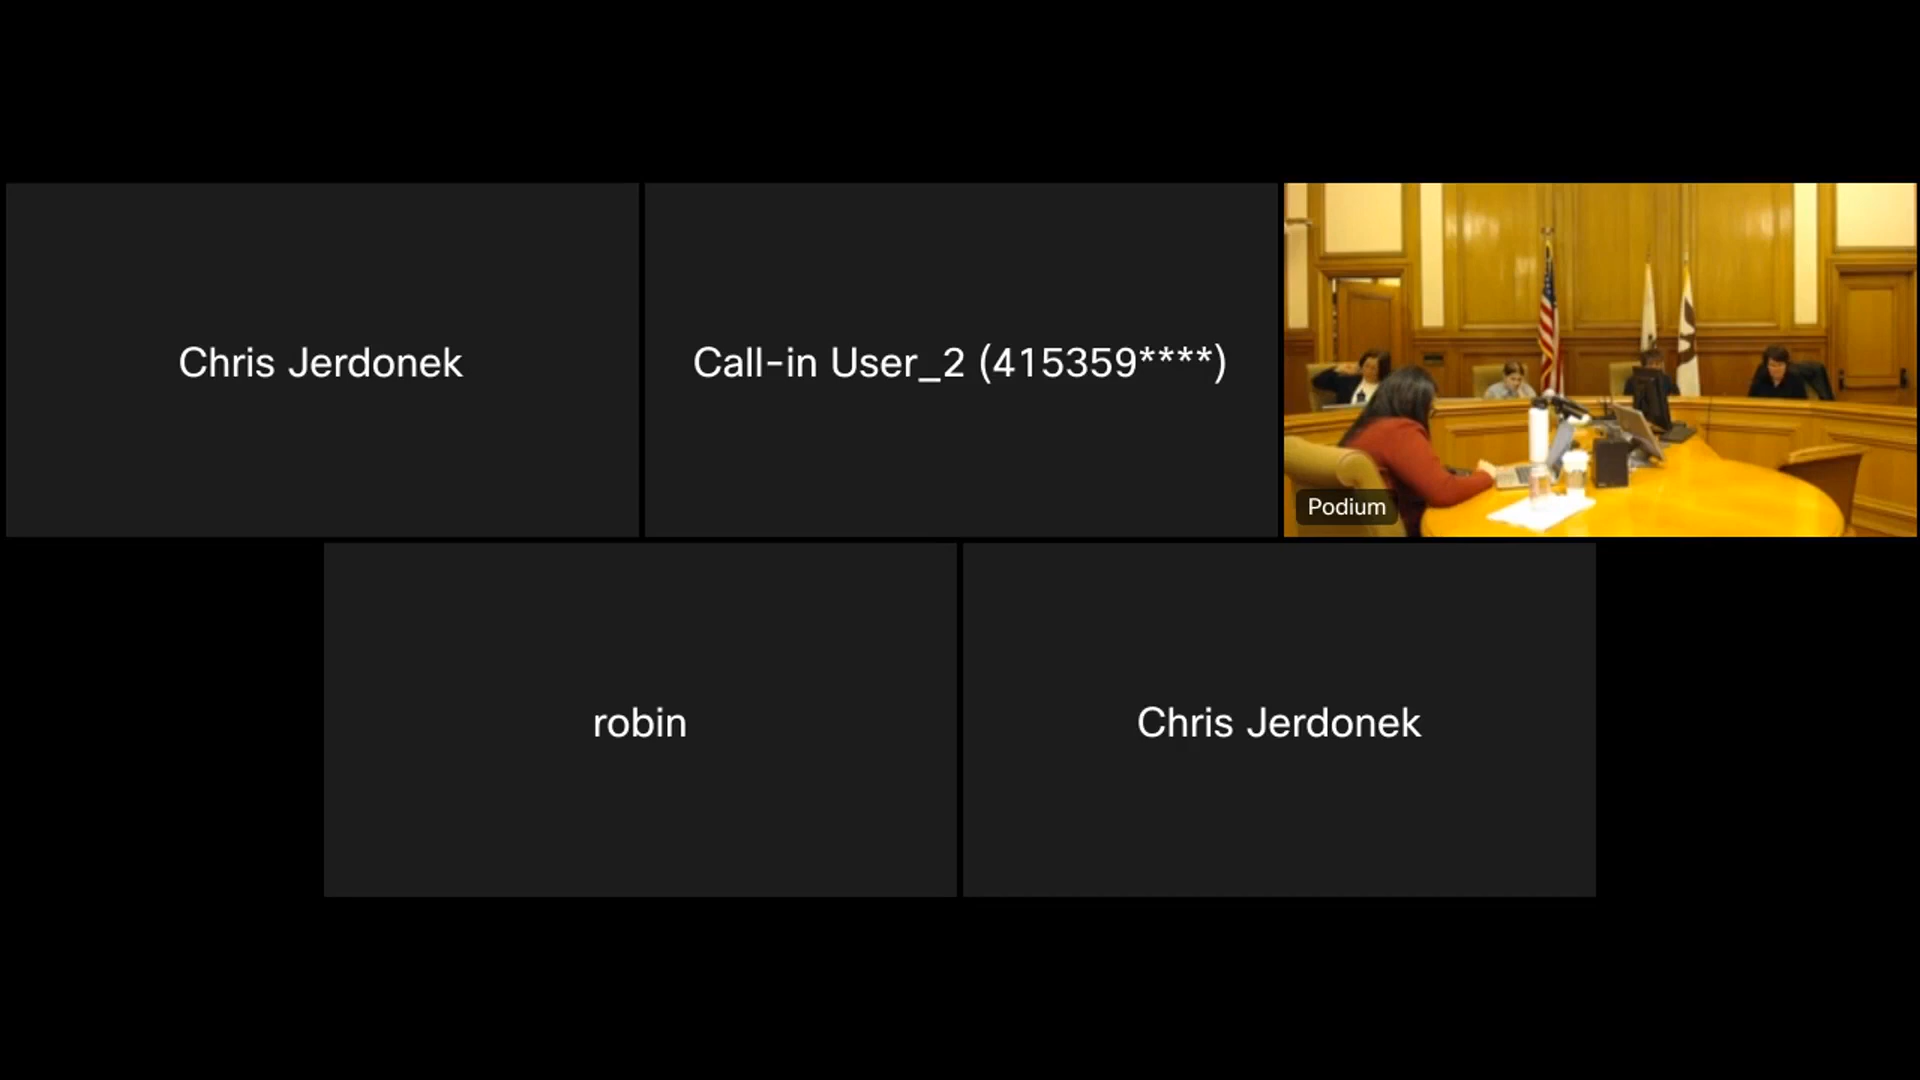 Chris Jerdonek
Call-in User_2 (415359****)
Podium
robin
Chris Jerdonek